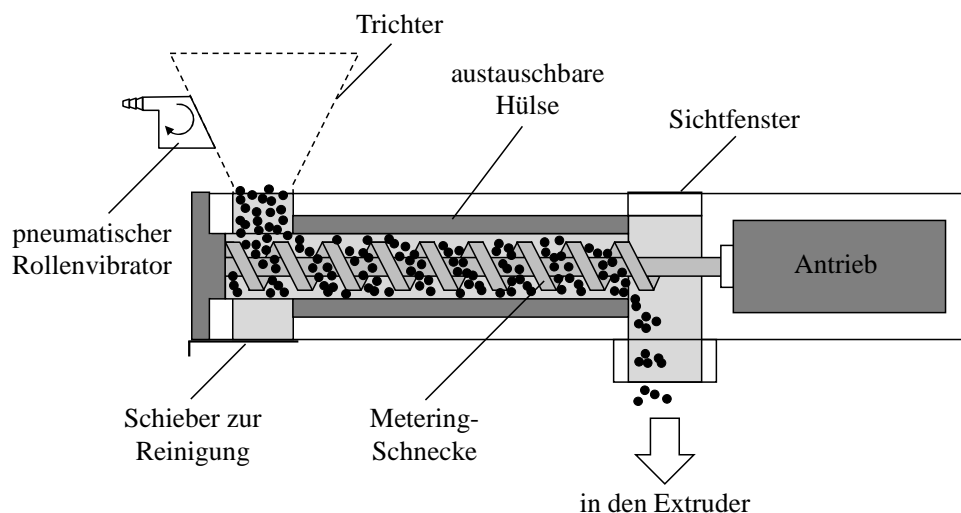 Trichter
austauschbare
Hülse
Sichtfenster
pneumatischer
Rollenvibrator
Antrieb
Schieber zur
Reinigung
Metering-
Schnecke
in den Extruder